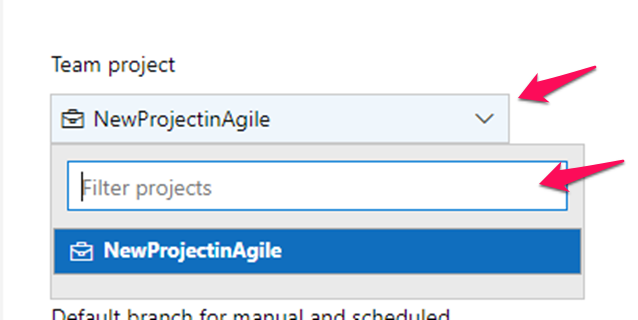 Team project
NewProjectinAgile
Filter projects
NewProjectinAgile
Default branch for manual and scheduled